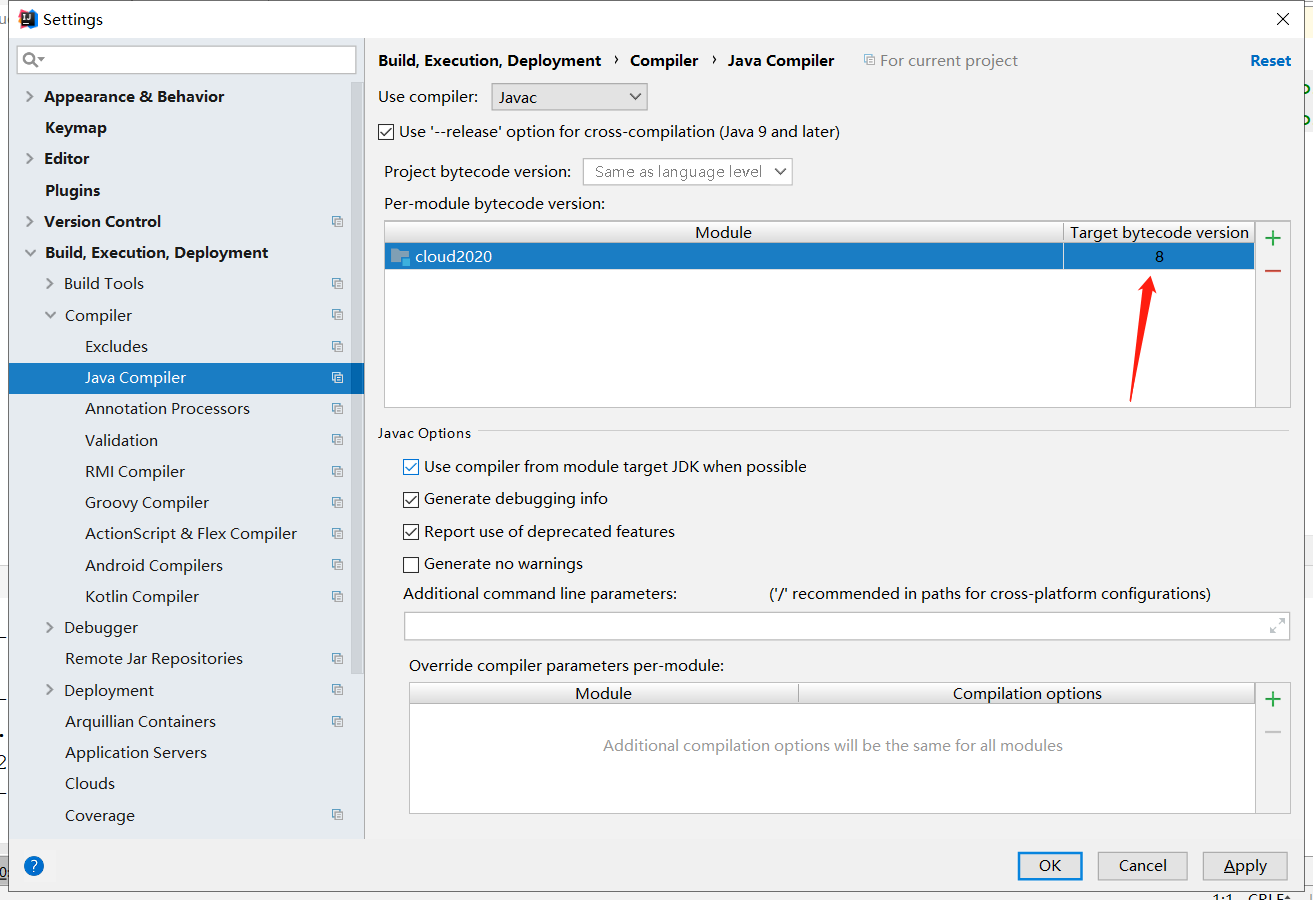 Settings
Build, Execution, Deployment › Compiler › Java Compiler For current project Reset
Appearance & Behavior
Keymap
Editor
Plugins
Version Control
Build, Execution, Deployment
Build Tools
Compiler
Excludes
Java Compiler
Annotation Processors
Validation
RMI Compiler
Groovy Compiler
ActionScript & Flex Compiler
Android Compilers
Kotlin Compiler
Debugger
Remote Jar Repositories
Deployment
Arquillian Containers
Application Servers
Clouds
Coverage
Use compiler: Javac
Use '--release' option for cross-compilation (Java 9 and later)
Project bytecode version: Same as language level
Per-module bytecode version:
Module Target bytecode version
cloud2020 8
Javac Options
Use compiler from module target JDK when possible
Generate debugging info
Report use of deprecated features
Generate no warnings
Additional command line parameters: ('/' recommended in paths for cross-platform configurations)
Override compiler parameters per-module:
Module Compilation options
Additional compilation options will be the same for all modules
? OK Cancel Apply